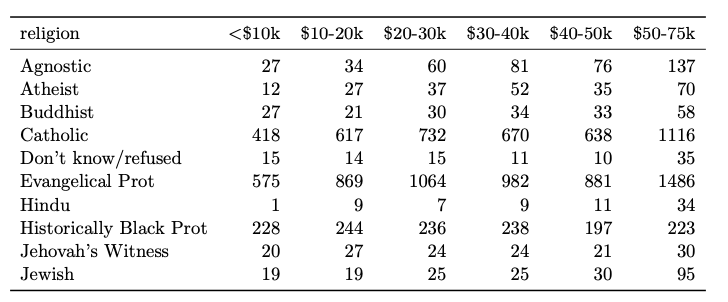 religion <$10k $10-20k $20-30k $30-40k $40-50k $50-75k
Agnostic 27 34 60 81 76 137
Atheist 12 27 37 52 35 70
Buddhist 27 21 30 34 33 58
Catholic 418 617 732 670 638 1116
Don't know/refused 15 14 15 11 10 35
Evangelical Prot 575 869 1064 982 881 1486
Hindu 1 9 7 9 11 34
Historically Black Prot 228 244 236 238 197 223
Jehovah's Witness 20 27 24 24 21 30
Jewish 19 19 25 25 30 95